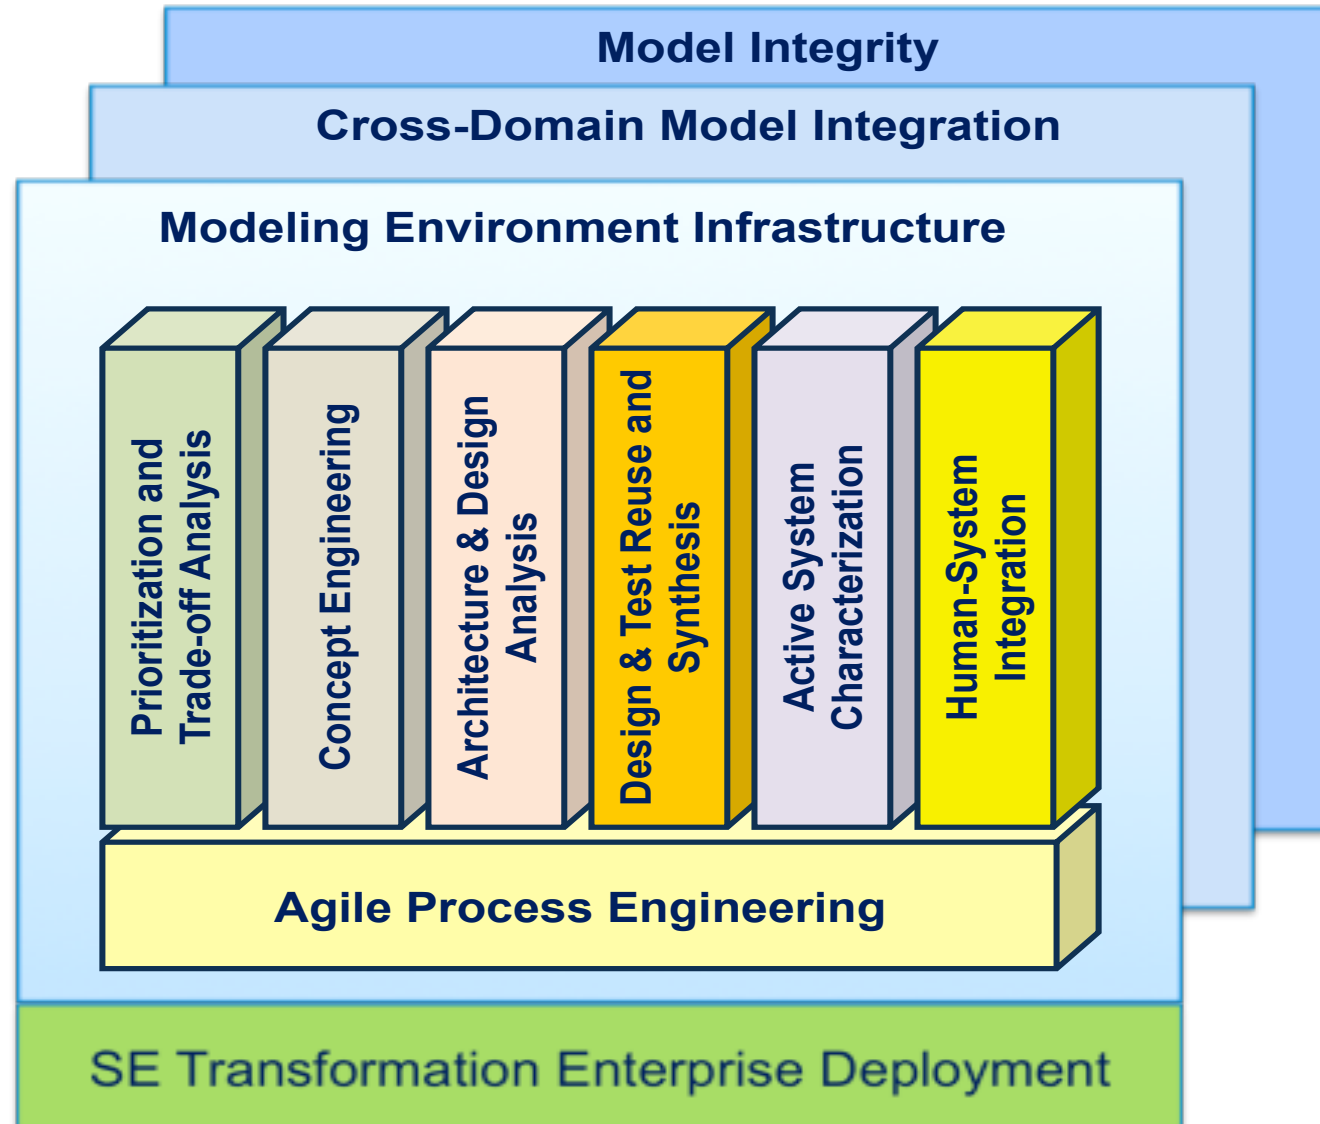 Model Integrity
Cross-Domain Model Integration
Modeling Environment Infrastructure
Prioritization and
Trade-off Analysis
Concept Engineering
Architecture & Design
Analysis
Design & Test Reuse and
Synthesis
Active System
Characterization
Human-System
Integration
Agile Process Engineering
SE Transformation Enterprise Deployment